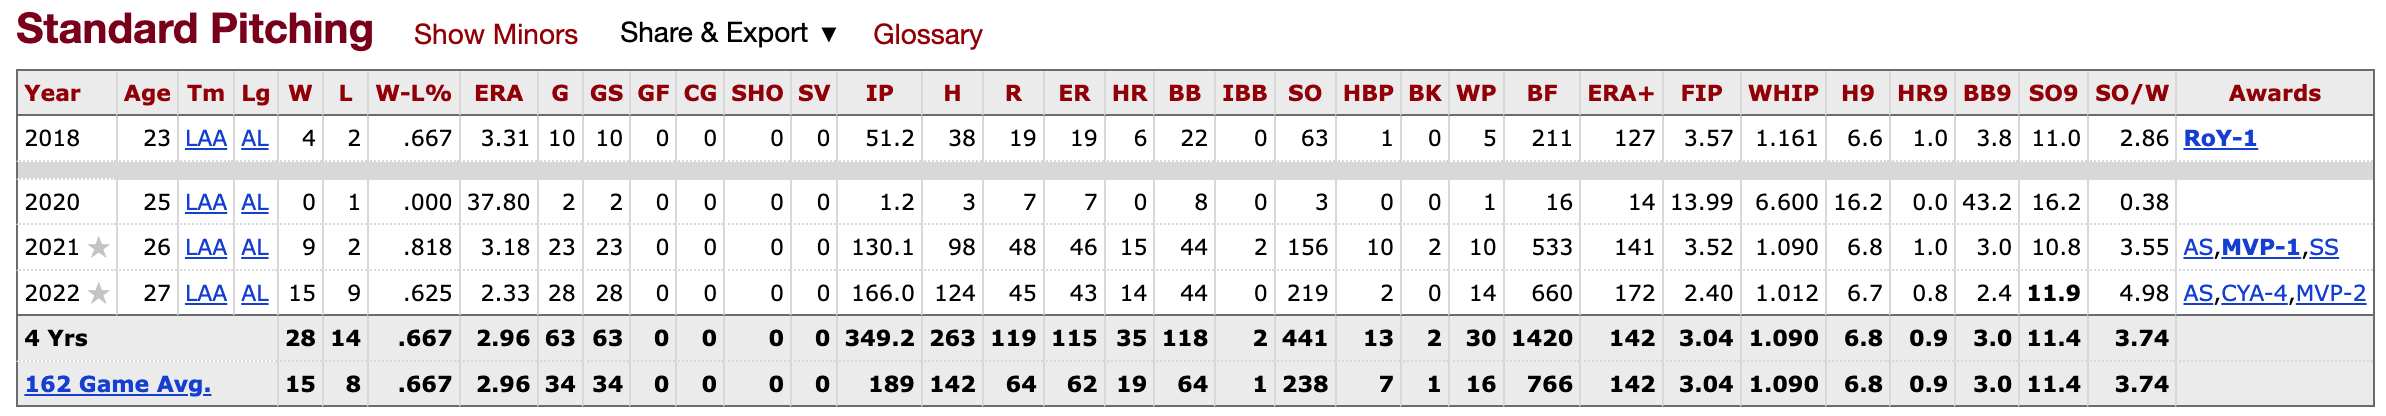 Standard Pitching Show Minors Share & Export ▼ Glossary
Year Age Tm Lg W L W-L% ERA G GS GF CG SHO SV IP H R ER HR BB IBB SO HBP BK WP BF ERA+ FIP WHIP H9 HR9 BB9 SO9 SO/W Awards
2018 23 LAA AL 4 2 .667 3.31 10 10 0 0 0 0 51.2 38 19 19 6 22 0 63 1 0 5 211 127 3.57 1.161 6.6 1.0 3.8 11.0 2.86 RoY-1
2020 25 LAA AL 0 1 .000 37.80 2 2 0 0 0 0 1.2 3 7 7 0 8 0 3 0 0 1 16 14 13.99 6.600 16.2 0.0 43.2 16.2 0.38
2021 ★ 26 LAA AL 9 2 .818 3.18 23 23 0 0 0 0 130.1 98 48 46 15 44 2 156 10 2 10 533 141 3.52 1.090 6.8 1.0 3.0 10.8 3.55 AS,MVP-1,SS
2022 ★ 27 LAA AL 15 9 .625 2.33 28 28 0 0 0 0 166.0 124 45 43 14 44 0 219 2 0 14 660 172 2.40 1.012 6.7 0.8 2.4 11.9 4.98 AS,CYA-4,MVP-2
4 Yrs 28 14 .667 2.96 63 63 0 0 0 0 349.2 263 119 115 35 118 2 441 13 2 30 1420 142 3.04 1.090 6.8 0.9 3.0 11.4 3.74
162 Game Avg. 15 8 .667 2.96 34 34 0 0 0 0 189 142 64 62 19 64 1 238 7 1 16 766 142 3.04 1.090 6.8 0.9 3.0 11.4 3.74